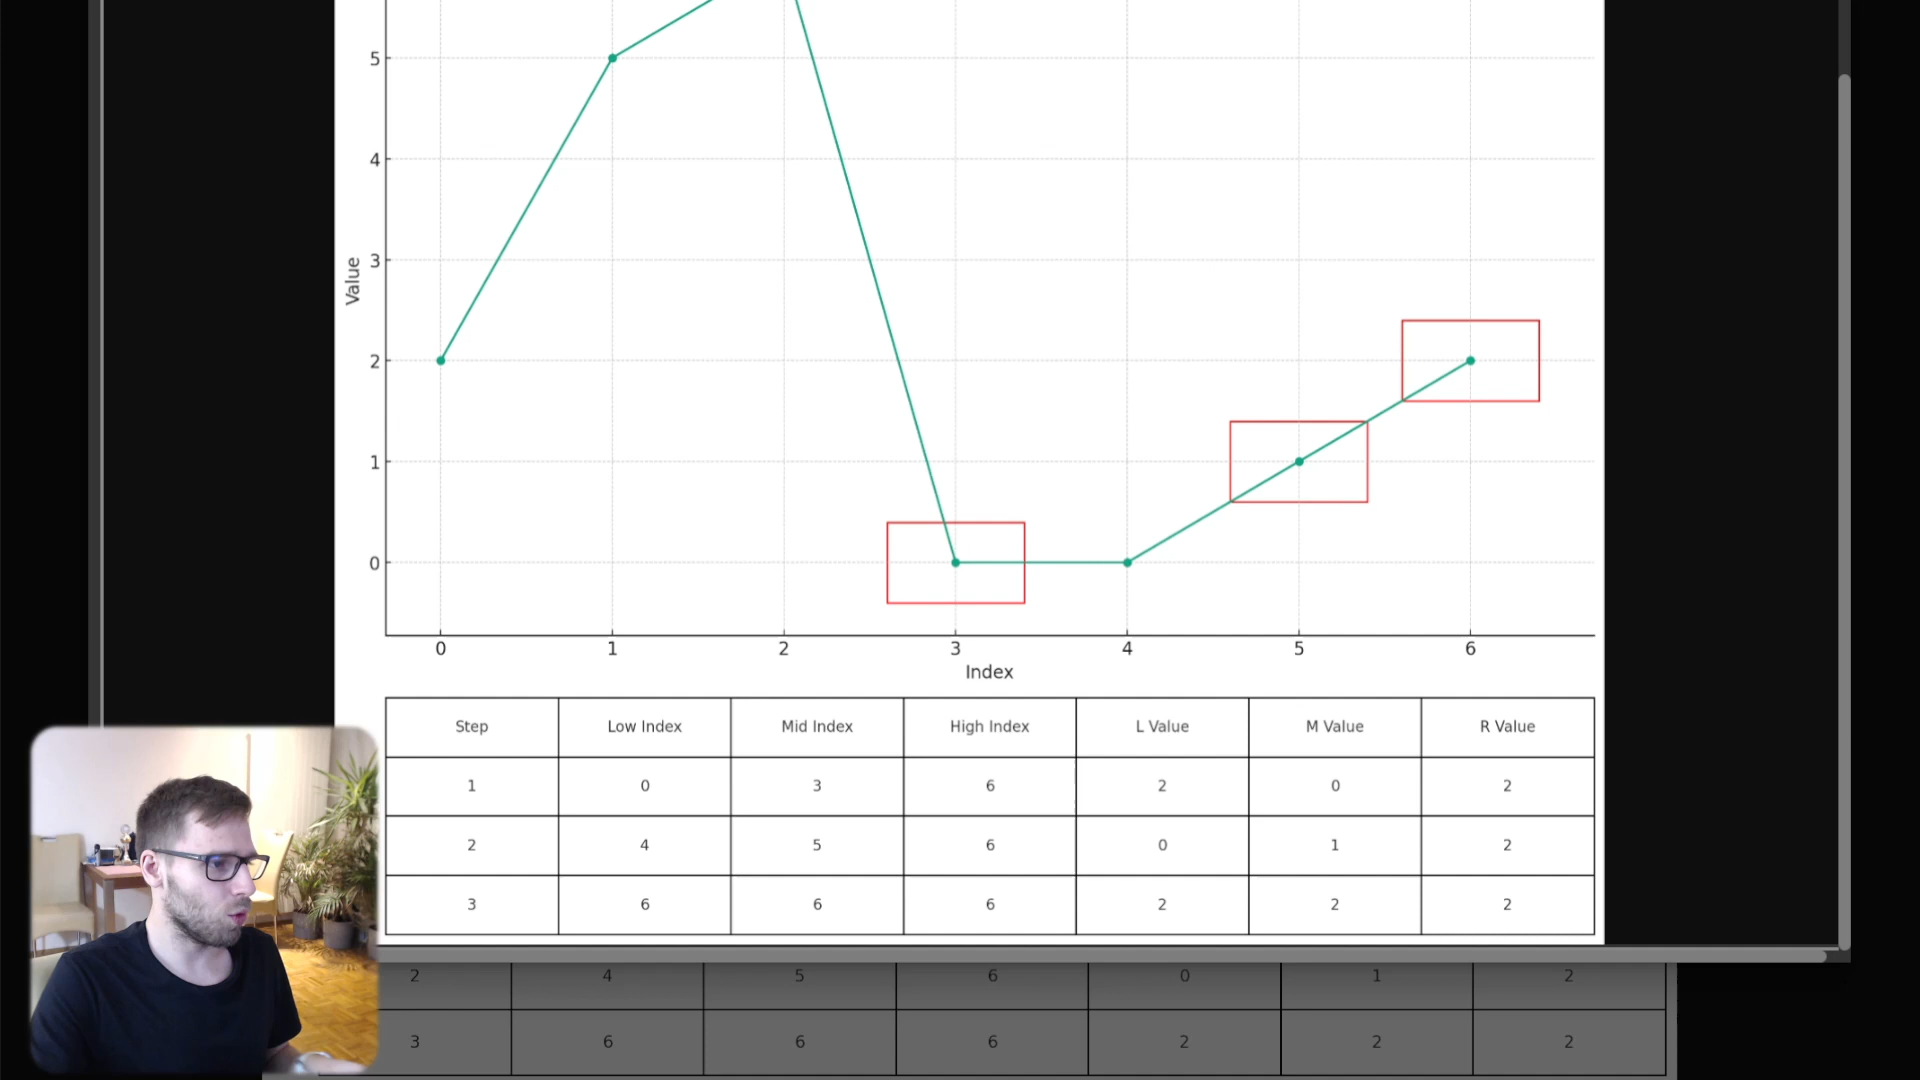 5
4
3
2
1
0
Value
0 1 2 3 4 5 6
Index
Step Low Index Mid Index High Index L Value M Value R Value
1 0 3 6 2 0 2
2 4 5 6 0 1 2
3 6 6 6 2 2 2
2 4 5 6 0 1 2
3 6 6 6 2 2 2